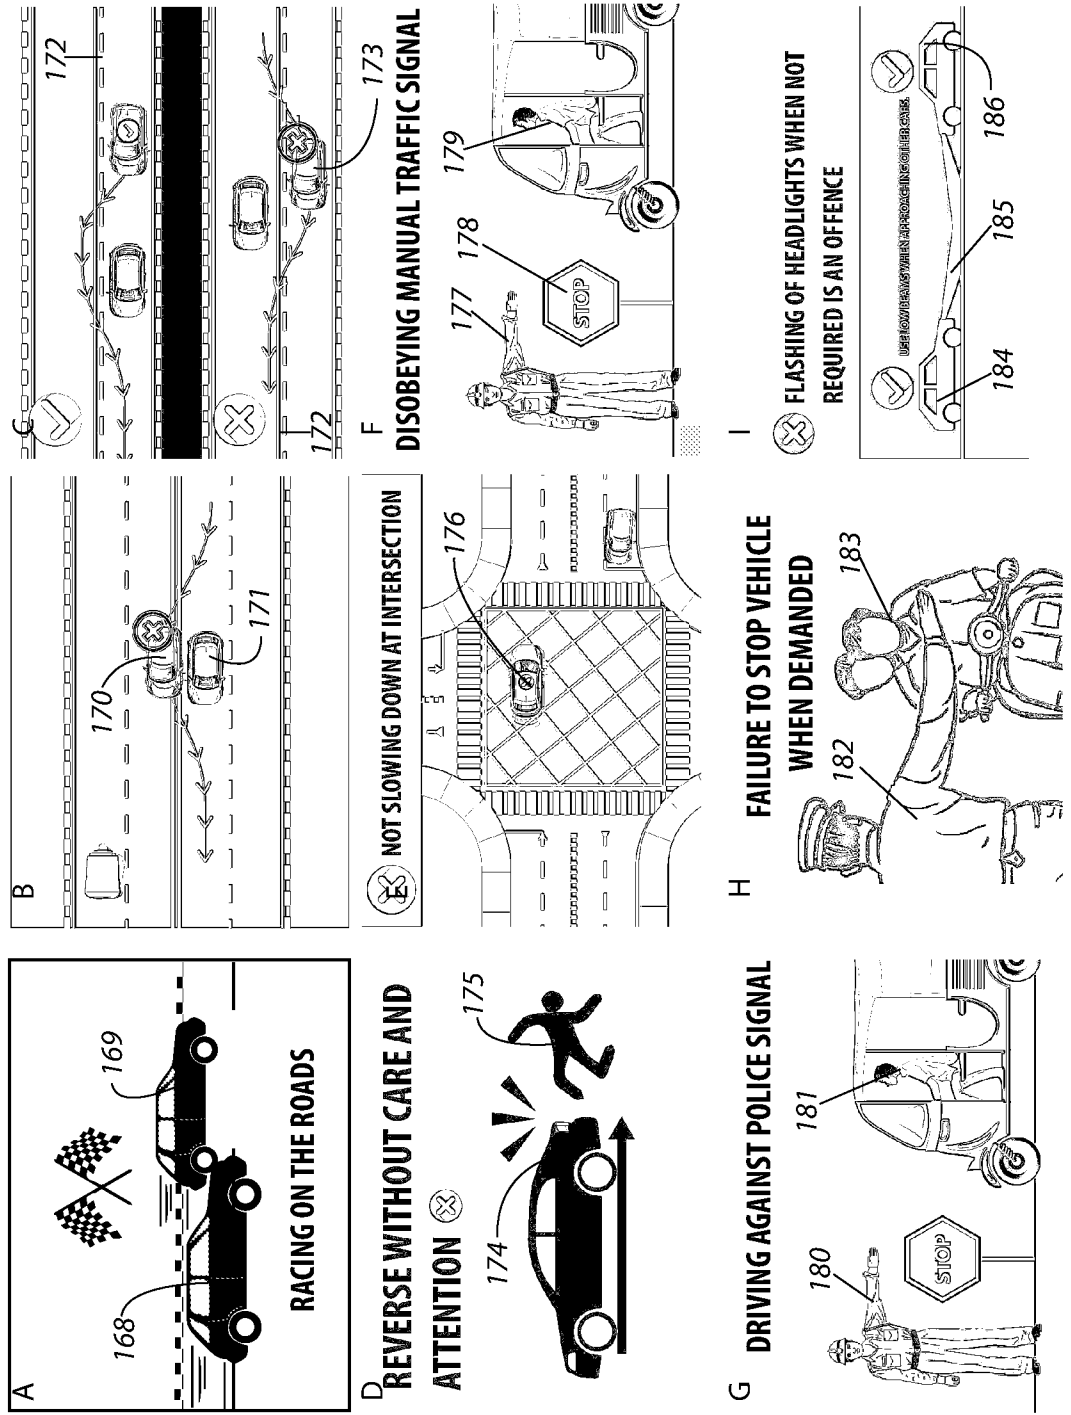 A
168
169
RACING ON THE ROADS
B
170
171
C
172
172
173
D
REVERSE WITHOUT CARE AND
ATTENTION
174
175
E
NOT SLOWING DOWN AT INTERSECTION
176
F
DISOBEYING MANUAL TRAFFIC SIGNAL
177
178
179
STOP
G
DRIVING AGAINST POLICE SIGNAL
180
181
STOP
H
FAILURE TO STOP VEHICLE
WHEN DEMANDED
182
183
I
FLASHING OF HEADLIGHTS WHEN NOT
REQUIRED IS AN OFFENCE
USE LOW BEAMS WHEN APPROACHING OTHER CARS.
184
185
186